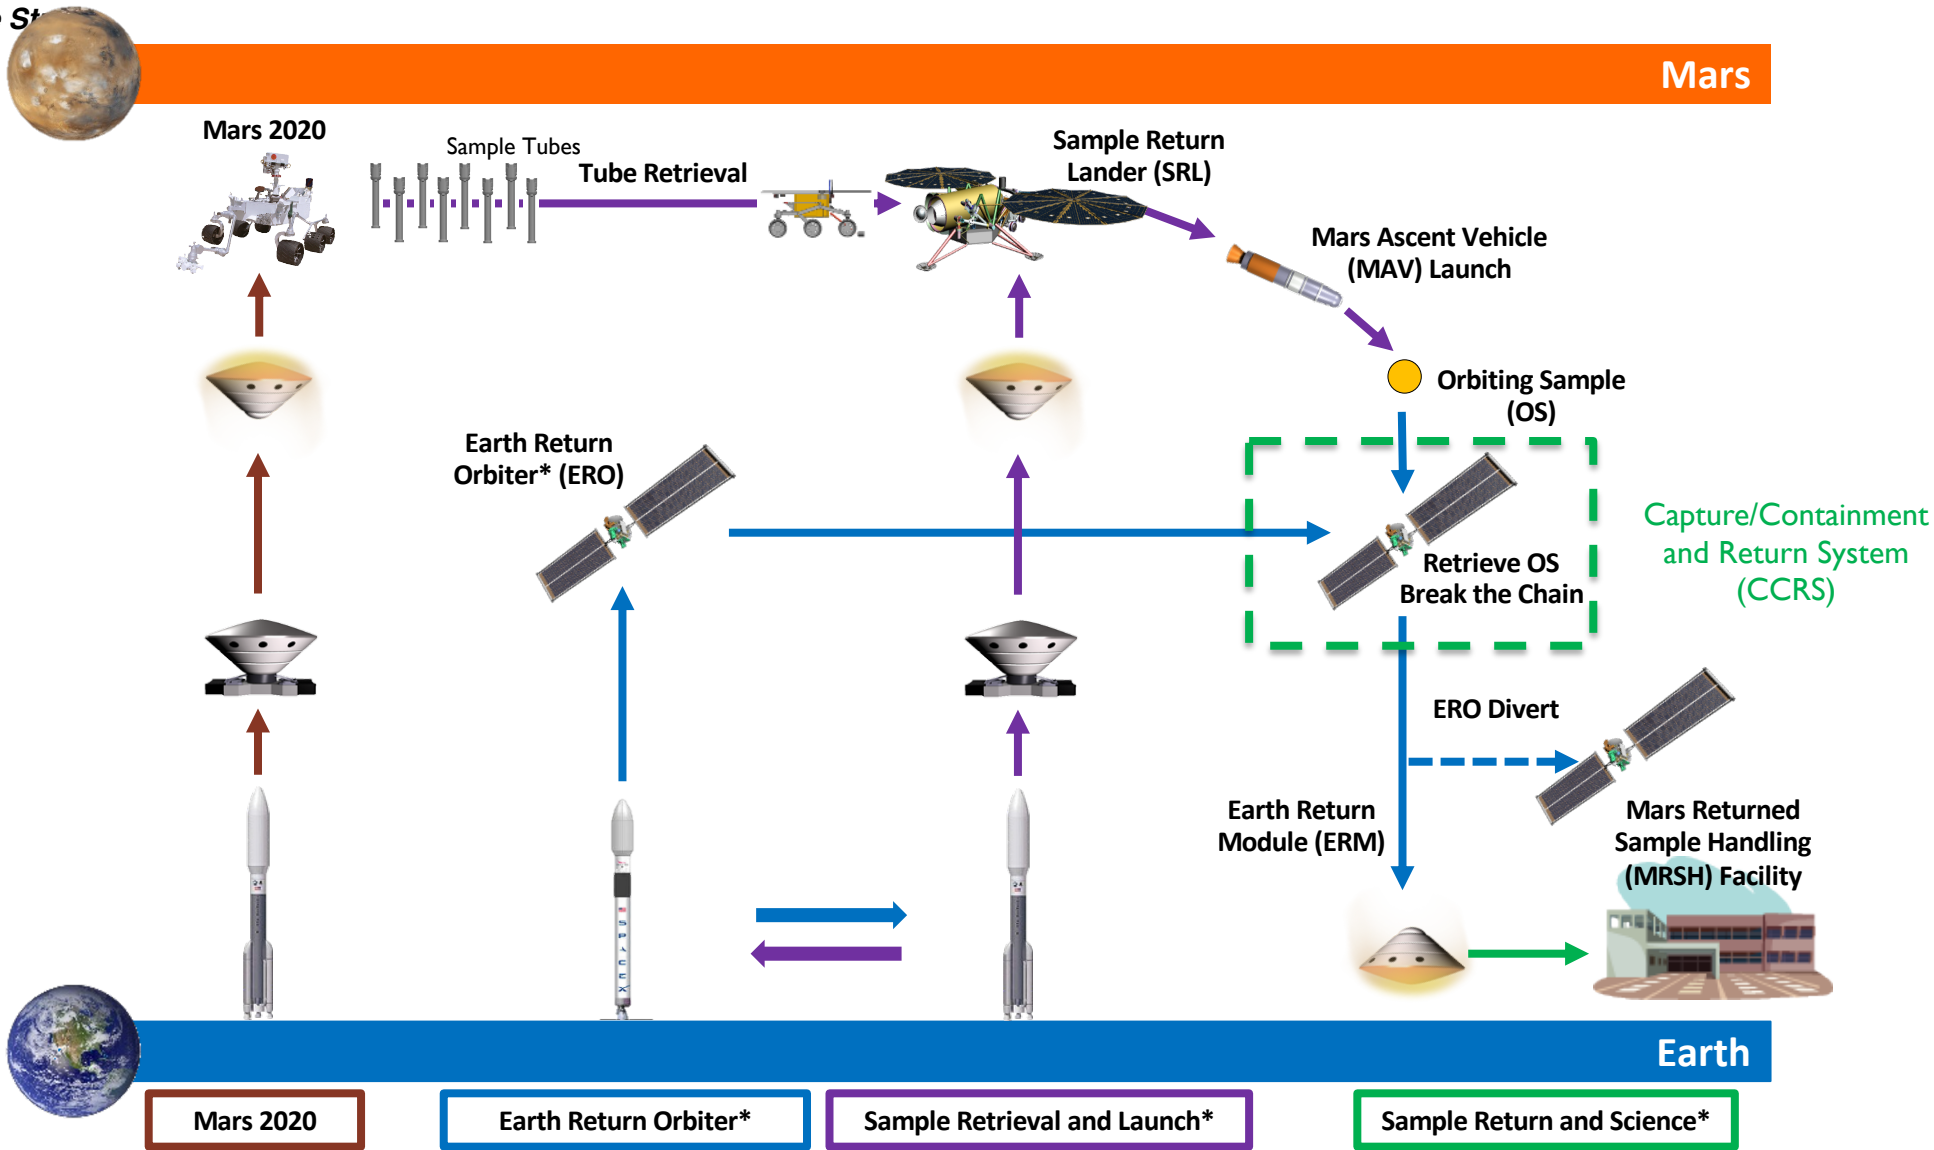 Mars
Mars 2020
Sample Tubes
Tube Retrieval
Sample Return
Lander (SRL)
Mars Ascent Vehicle
(MAV) Launch
Orbiting Sample
(OS)
Earth Return
Orbiter* (ERO)
Capture/Containment
and Return System
(CCRS)
Retrieve OS
Break the Chain
ERO Divert
Earth Return
Module (ERM)
Mars Returned
Sample Handling
(MRSH) Facility
SPACEX
Earth
Mars 2020
Earth Return Orbiter*
Sample Retrieval and Launch*
Sample Return and Science*